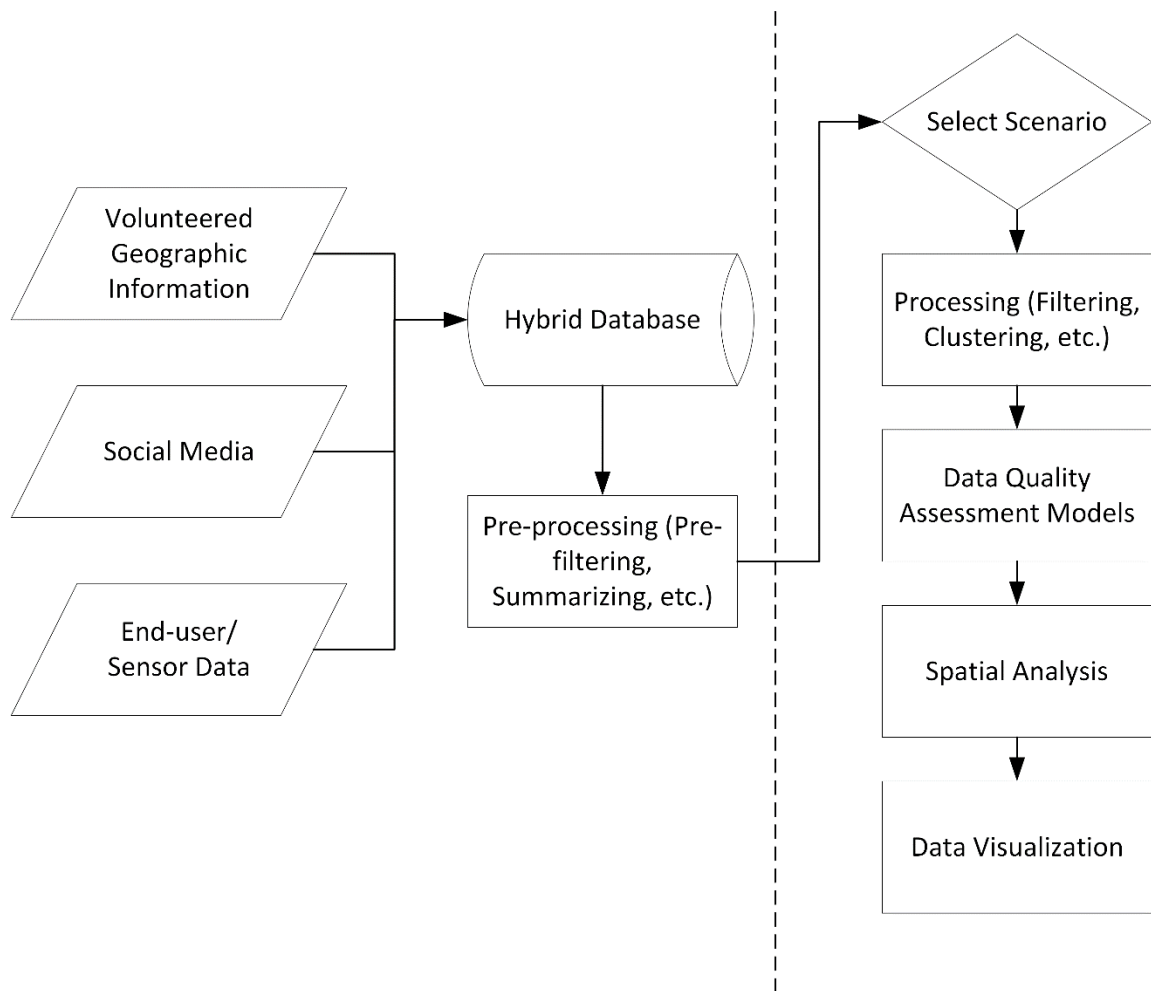 Volunteered
Geographic
Information
Social Media
End-user/
Sensor Data
Hybrid Database
Pre-processing (Pre-
filtering,
Summarizing, etc.)
Select Scenario
Processing (Filtering,
Clustering, etc.)
Data Quality
Assessment Models
Spatial Analysis
Data Visualization